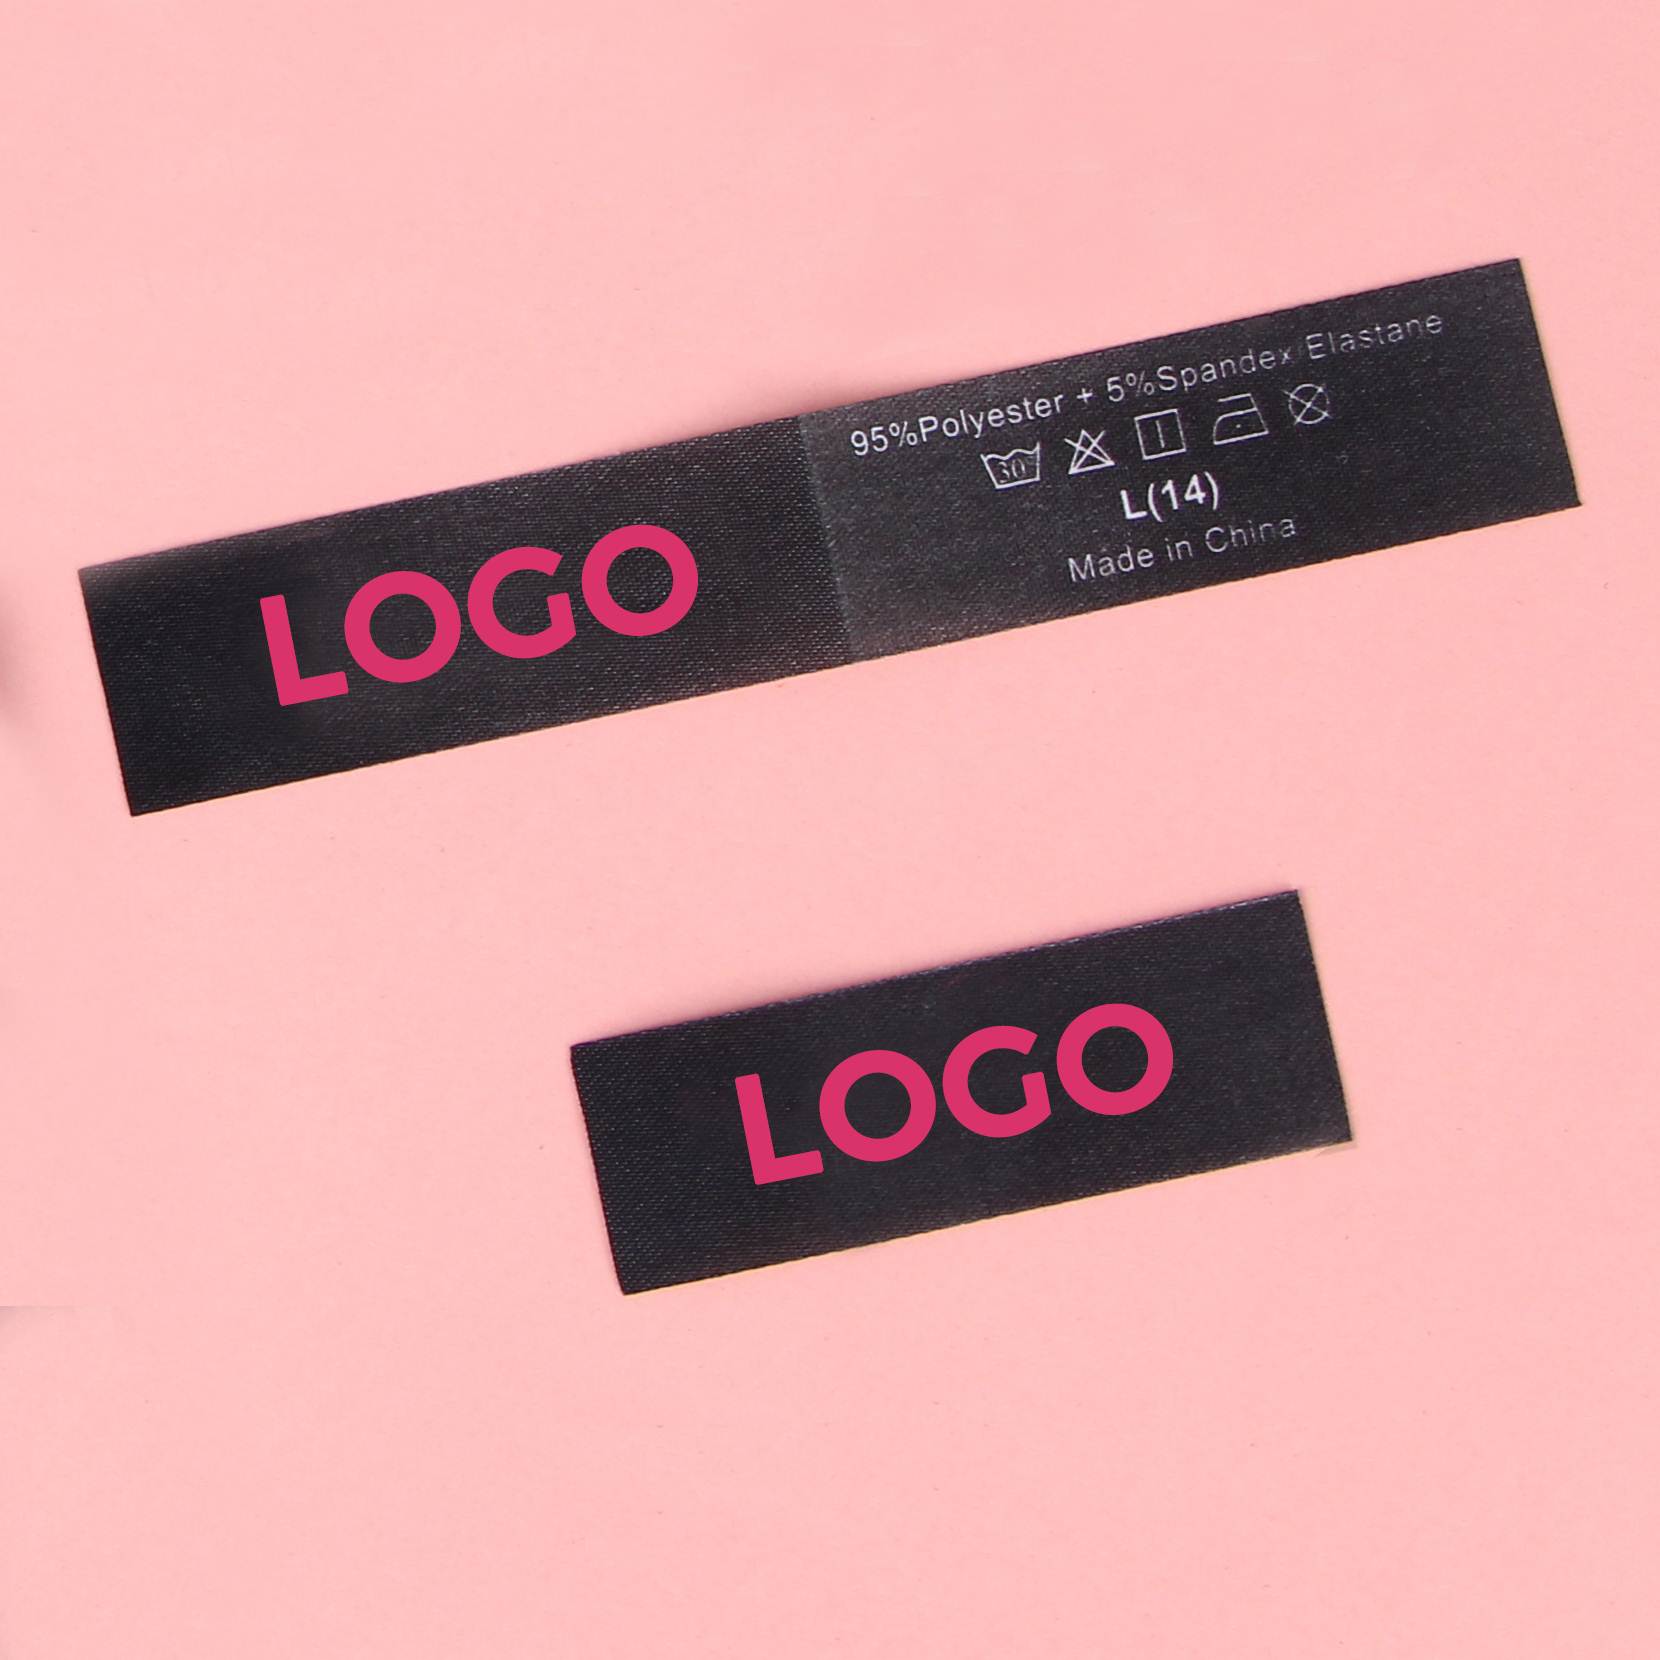 95%Polyester + 5%Spandex/Elastane
30°
L(14)
Made in China
LOGO
LOGO